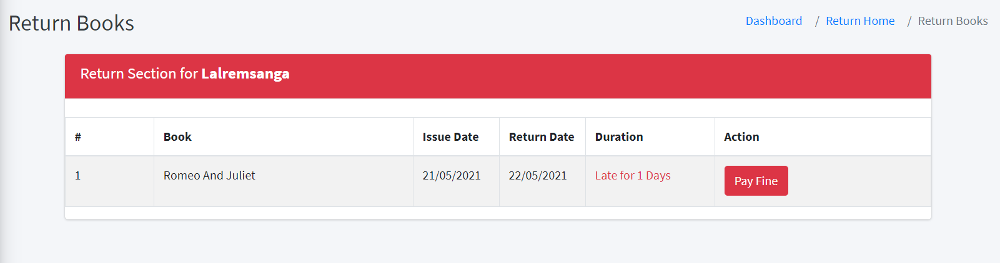 Return Books
Dashboard / Return Home / Return Books
Return Section for Lalremsanga
# Book Issue Date Return Date Duration Action
1 Romeo And Juliet 21/05/2021 22/05/2021 Late for 1 Days Pay Fine